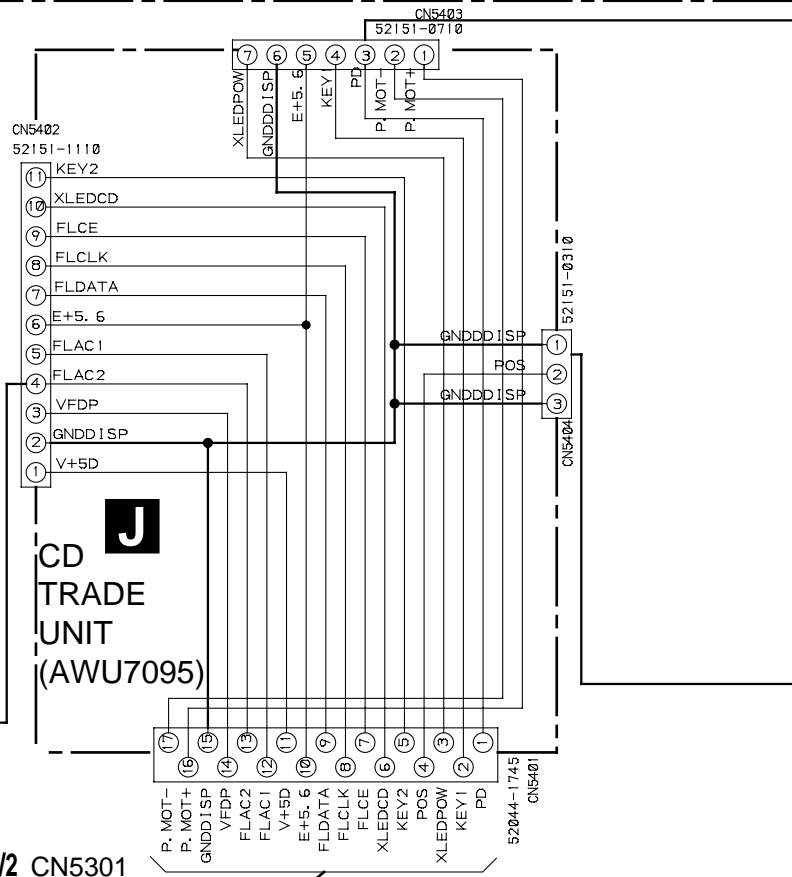 CN5403
52151-0710
7 6 5 4 3 2 1
XLEDPOW
GNDDDISP
E+5.6
KEY1
PD
P.MOT-
P.MOT+
CN5402
52151-1110
11 KEY2
10 XLEDCD
9 FLCE
8 FLCLK
7 FLDATA
6 E+5.6
5 FLAC1
4 FLAC2
3 VFDP
2 GNDDISP
1 V+5D
52151-0310
GNDDDISP 1
POS 2
GNDDDISP 3
CN5404
J
CD
TRADE
UNIT
(AWU7095)
17 16 15 14 13 12 11 10 9 8 7 6 5 4 3 2 1
P.MOT-
P.MOT+
GNDDISP
VFDP
FLAC2
FLAC1
V+5D
E+5.6
FLDATA
FLCLK
FLCE
XLEDCD
KEY2
POS
XLEDPOW
KEY1
PD
52044-1745
CN5401
/2 CN5301